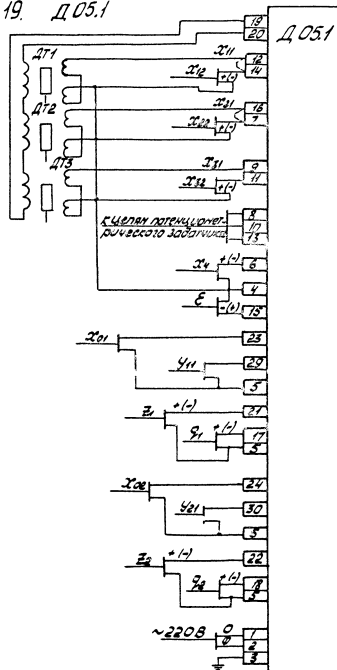 19. Д 05.1
Д 05.1
19
20
ДТ1
X11
12
X12
+(-)
14
ДТ2
X21
16
X22
+(-)
7
ДТ3
X31
9
X32
+(-)
11
к цепям потенциомет-
рического задатчика
8
10
13
X4
+(-)
6
4
ε
-(+)
15
X01
23
Y11
29
5
Z1
+(-)
21
q1
+(-)
17
5
X02
24
Y21
30
5
Z2
+(-)
22
q2
+(-)
18
5
~220В
0
1
Ф
2
3